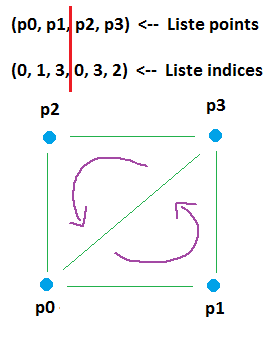 (p0, p1, p2, p3) <-- Liste points
(0, 1, 3, 0, 3, 2) <-- Liste indices
p2 p3
p0 p1